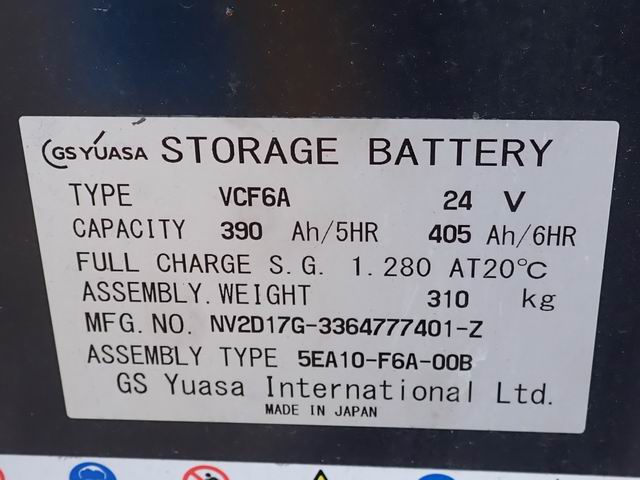 GS YUASA STORAGE BATTERY
TYPE VCF6A 24 V
CAPACITY 390 Ah/5HR 405 Ah/6HR
FULL CHARGE S.G. 1.280 AT20℃
ASSEMBLY.WEIGHT 310 kg
MFG.NO. NV2D17G-3364777401-Z
ASSEMBLY TYPE 5EA10-F6A-00B
GS Yuasa International Ltd.
MADE IN JAPAN